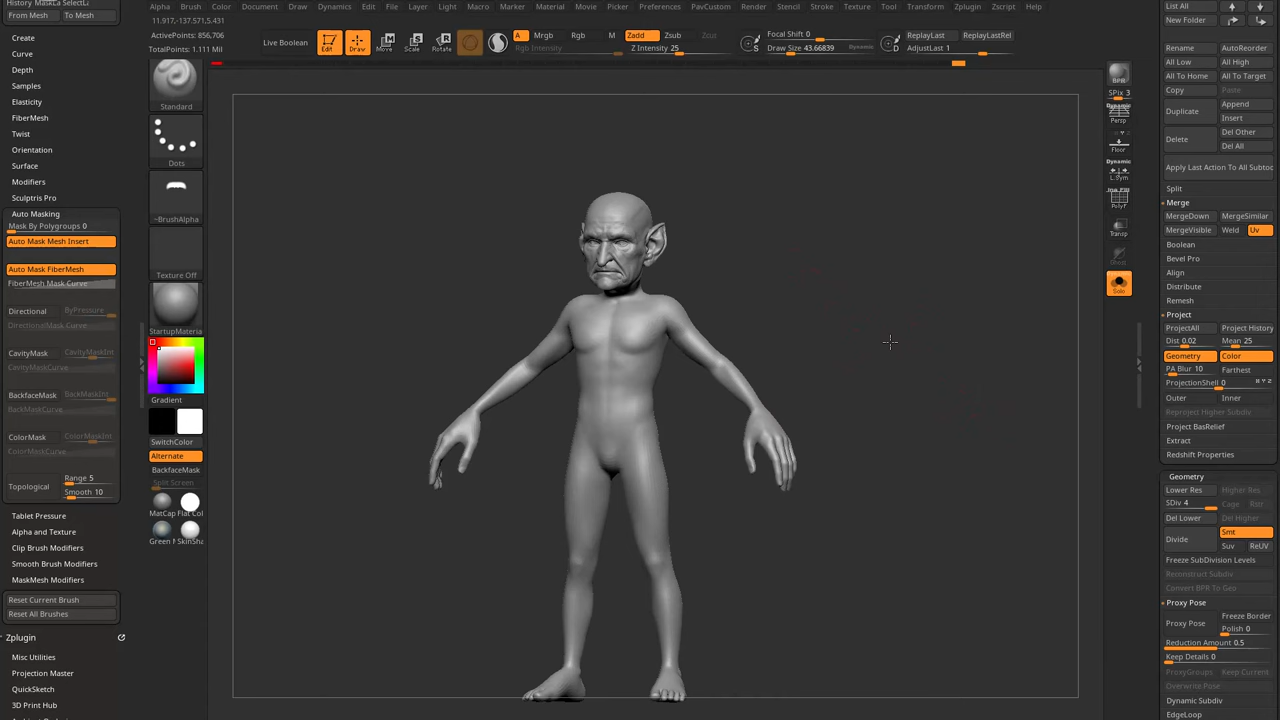 History MaskLa SelectLa
From Mesh To Mesh
Create
Curve
Depth
Samples
Elasticity
FiberMesh
Twist
Orientation
Surface
Modifiers
Sculptris Pro
Auto Masking
Mask By Polygroups 0
Auto Mask Mesh Insert
Auto Mask FiberMesh
FiberMesh Mask Curve
Directional ByPressure
DirectionalMask Curve
CavityMask CavityMaskInt
CavityMaskCurve
BackfaceMask BackMaskInt
BackMaskCurve
ColorMask ColorMaskInt
ColorMaskCurve
Topological Range 5
Smooth 10
Tablet Pressure
Alpha and Texture
Clip Brush Modifiers
Smooth Brush Modifiers
MaskMesh Modifiers
Reset Current Brush
Reset All Brushes
Zplugin
Misc Utilities
Projection Master
QuickSketch
3D Print Hub
Alpha Brush Color Document Draw Dynamics Edit File Layer Light Macro Marker Material Movie Picker Preferences PavCustom Render Stencil Stroke Texture Tool Transform Zplugin Zscript Help
11.917,-137.571,5.431
ActivePoints: 856,706
TotalPoints: 1.111 Mil
Live Boolean
Edit
Draw
Move
Scale
Rotate
A Mrgb Rgb M
Rgb Intensity
Zadd Zsub Zcut
Z Intensity 25
S
Focal Shift 0
Draw Size 43.66839 Dynamic
D
ReplayLast ReplayLastRel
AdjustLast 1
Standard
Dots
~BrushAlpha
Texture Off
StartupMateria
Gradient
SwitchColor
Alternate
BackfaceMask
Split Screen
MatCap Flat Col
Green M SkinSha
BPR
SPix 3
Dynamic
Persp
Floor
Dynamic
L.Sym
Line Fill
PolyF
Transp
Ghost
Solo
List All
New Folder
Rename AutoReorder
All Low All High
All To Home All To Target
Copy Paste
Duplicate Append
Insert
Delete Del Other
Del All
Apply Last Action To All Subtoo
Split
Merge
MergeDown MergeSimilar
MergeVisible Weld Uv
Boolean
Bevel Pro
Align
Distribute
Remesh
Project
ProjectAll Project History
Dist 0.02 Mean 25
Geometry Color
PA Blur 10 Farthest
ProjectionShell 0 X Y Z
Outer Inner
Reproject Higher Subdiv
Project BasRelief
Extract
Redshift Properties
Geometry
Lower Res Higher Res
SDiv 4 Cage Rstr
Del Lower Del Higher
Divide Smt
Suv ReUV
Freeze SubDivision Levels
Reconstruct Subdiv
Convert BPR To Geo
Proxy Pose
Proxy Pose Freeze Border
Polish 0
Reduction Amount 0.5
Keep Details 0
ProxyGroups Keep Current
Overwrite Pose
Dynamic Subdiv
EdgeLoop